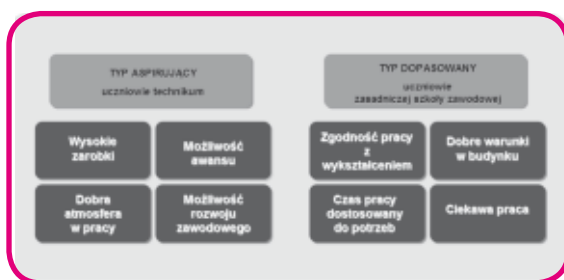 TYP ASPIRUJĄCY
uczniowie technikum
TYP DOPASOWANY
uczniowie
zasadniczej szkoły zawodowej
Wysokie
zarobki
Możliwość
awansu
Zgodność pracy
z
wykształceniem
Dobre warunki
w budynku
Dobra
atmosfera
w pracy
Możliwość
rozwoju
zawodowego
Czas pracy
dostosowany
do potrzeb
Ciekawa praca